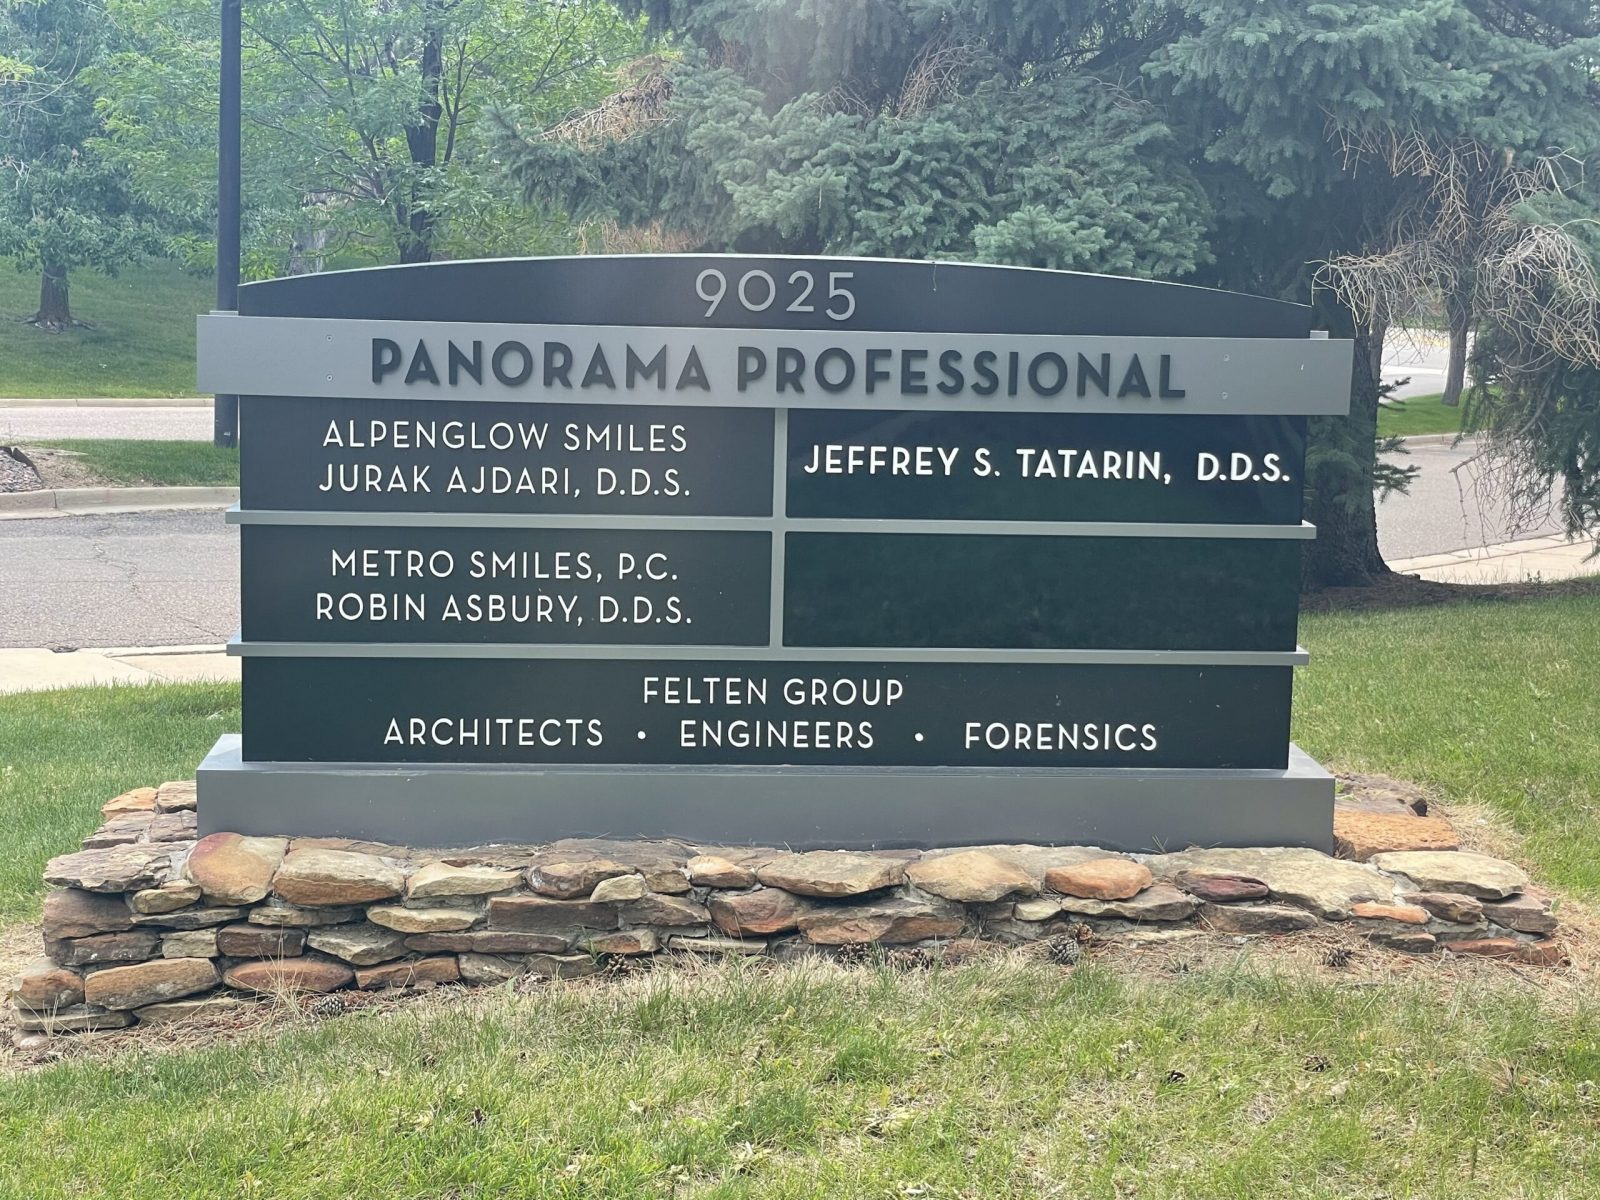 9025
PANORAMA PROFESSIONAL
ALPENGLOW SMILES
JURAK AJDARI, D.D.S.
JEFFREY S. TATARIN, D.D.S.
METRO SMILES, P.C.
ROBIN ASBURY, D.D.S.
FELTEN GROUP
ARCHITECTS • ENGINEERS • FORENSICS